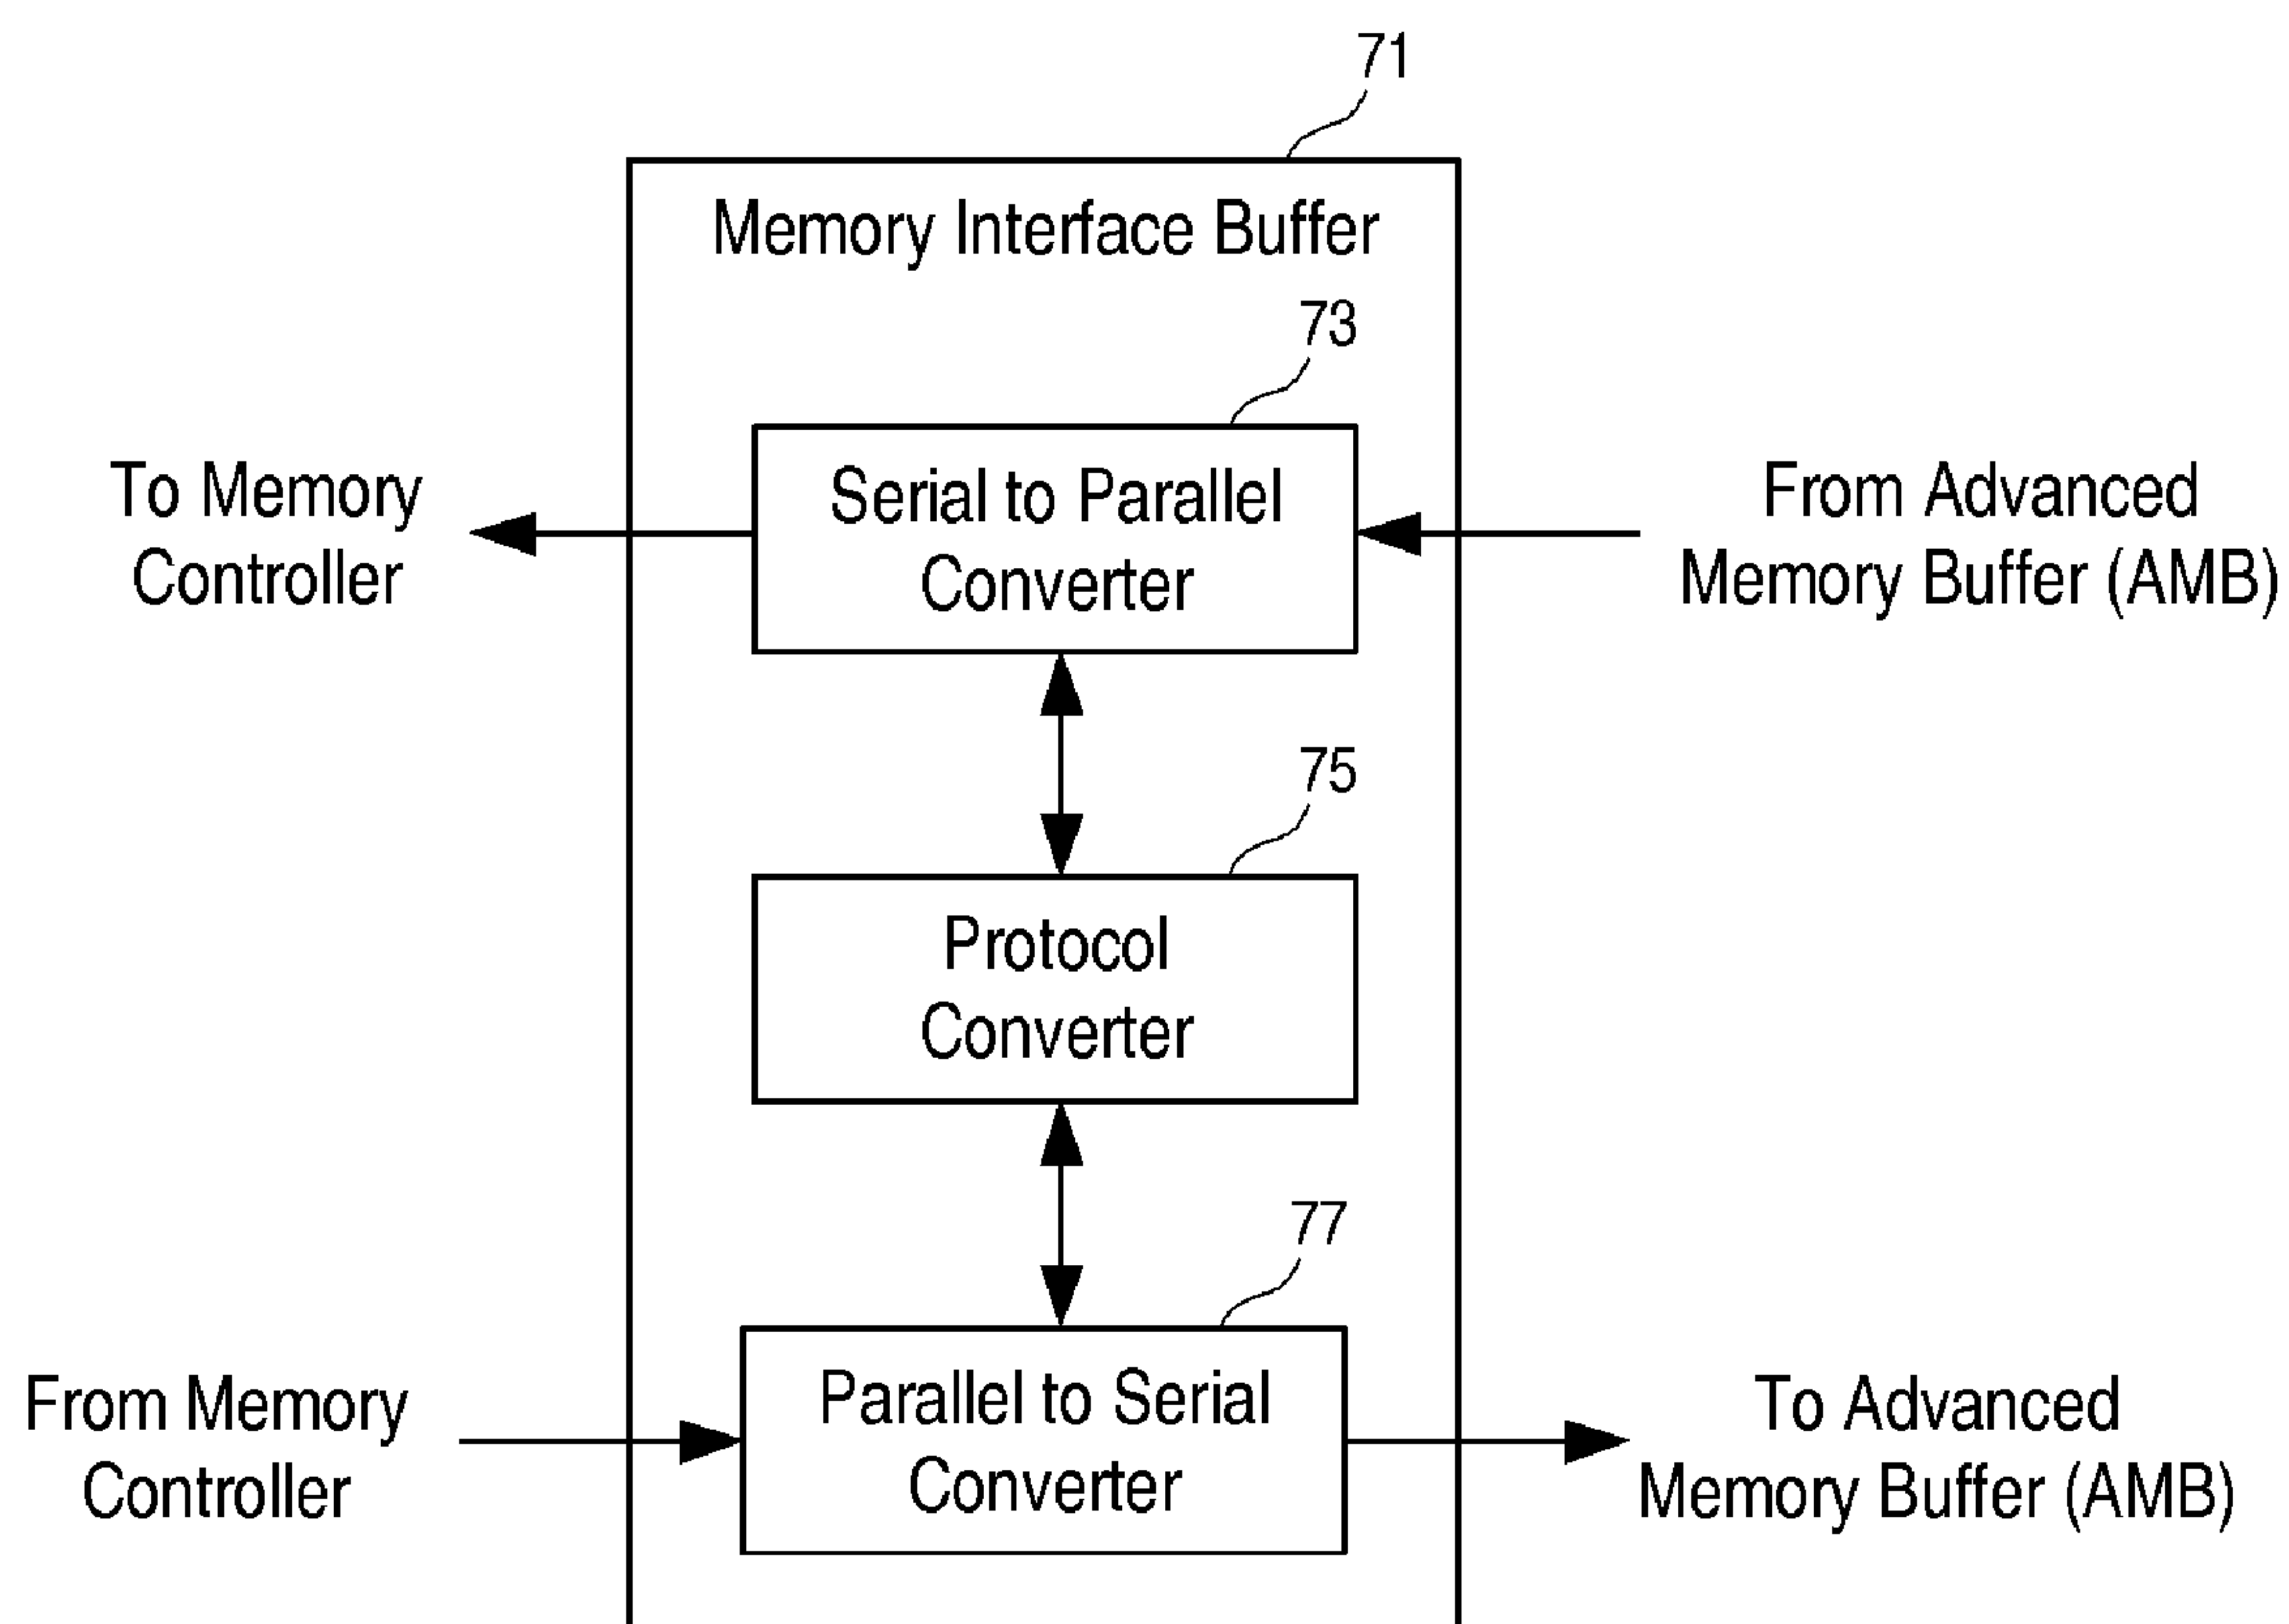 71
Memory Interface Buffer
73
To Memory
Controller
Serial to Parallel
Converter
From Advanced
Memory Buffer (AMB)
75
Protocol
Converter
77
From Memory
Controller
Parallel to Serial
Converter
To Advanced
Memory Buffer (AMB)